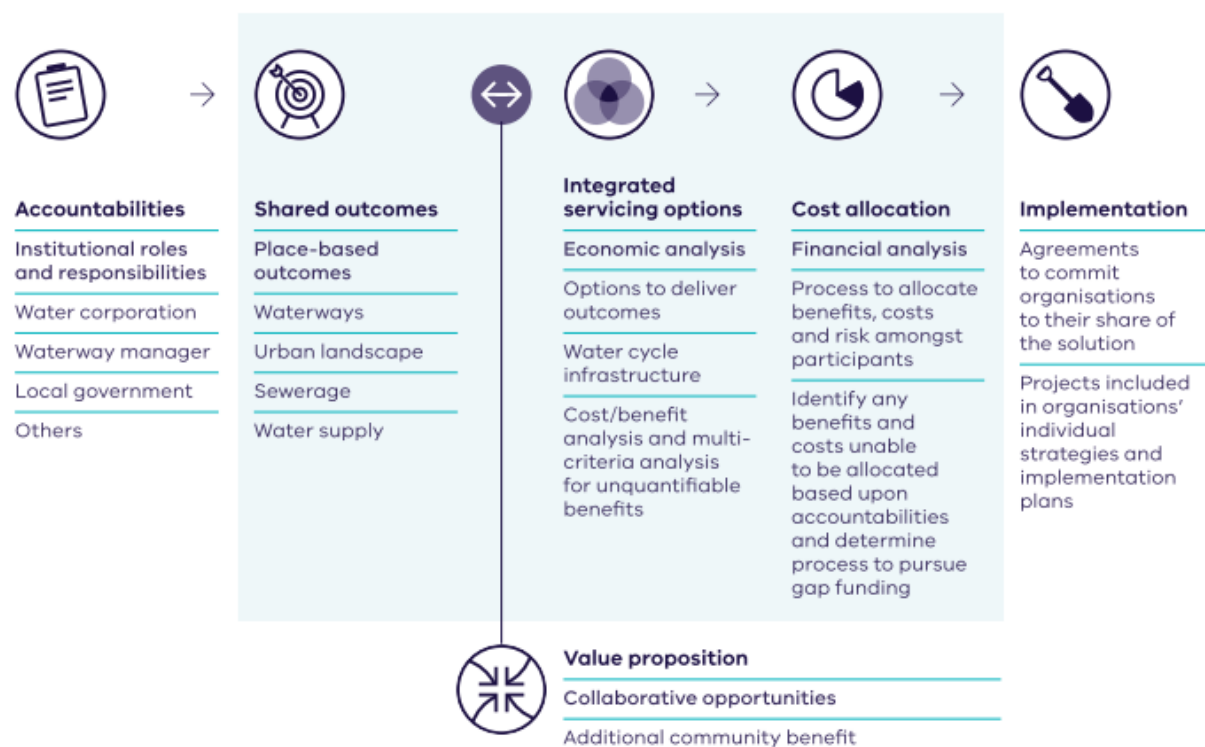 Accountabilities
Institutional roles
and responsibilities
Water corporation
Waterway manager
Local government
Others
Shared outcomes
Place-based
outcomes
Waterways
Urban landscape
Sewerage
Water supply
Integrated
servicing options
Economic analysis
Options to deliver
outcomes
Water cycle
infrastructure
Cost/benefit
analysis and multi-
criteria analysis
for unquantifiable
benefits
Cost allocation
Financial analysis
Process to allocate
benefits, costs
and risk amongst
participants
Identify any
benefits and
costs unable
to be allocated
based upon
accountabilities
and determine
process to pursue
gap funding
Implementation
Agreements
to commit
organisations
to their share of
the solution
Projects included
in organisations’
individual
strategies and
implementation
plans
Value proposition
Collaborative opportunities
Additional community benefit